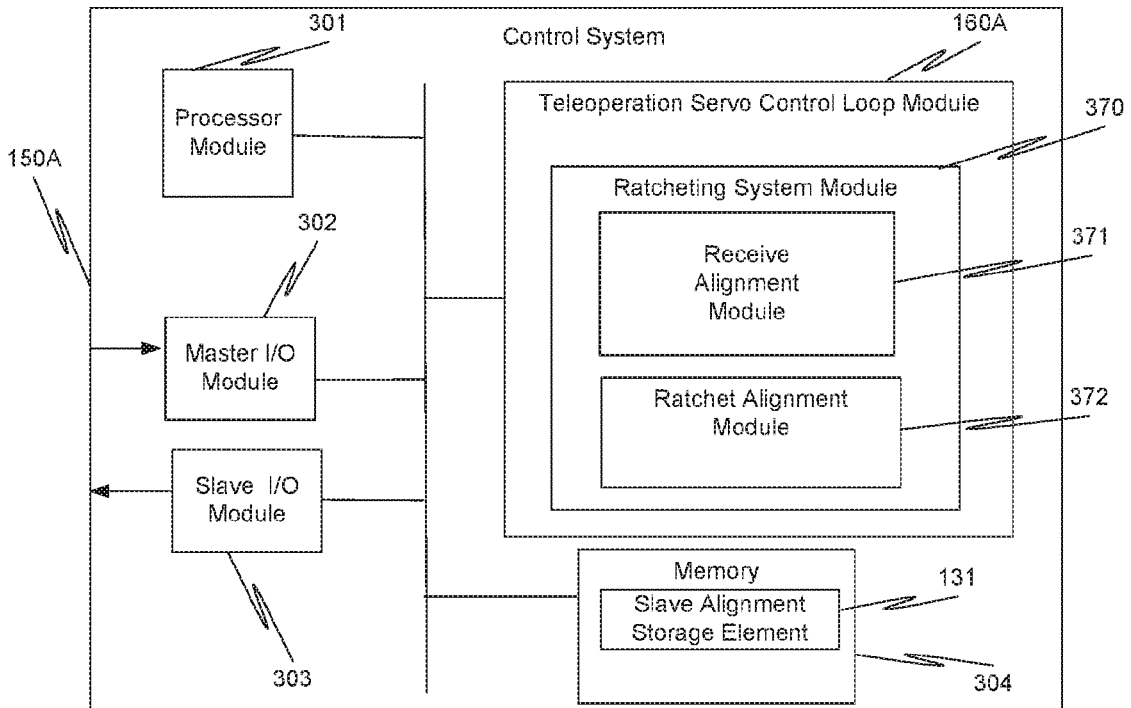 301
Control System
160A
Processor
Module
Teleoperation Servo Control Loop Module
370
150A
Ratcheting System Module
302
Receive
Alignment
Module
371
Master I/O
Module
Ratchet Alignment
Module
372
Slave I/O
Module
Memory
131
Slave Alignment
Storage Element
303
304